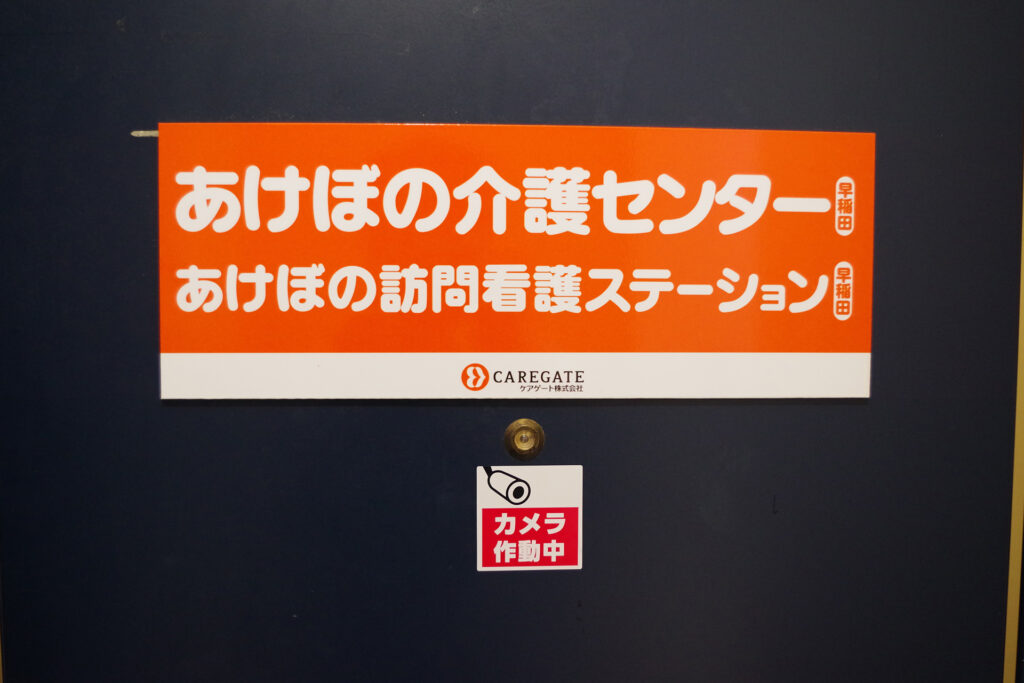 あけぼの介護センター 早稲田
あけぼの訪問看護ステーション 早稲田
CAREGATE
ケアゲート株式会社
カメラ
作動中